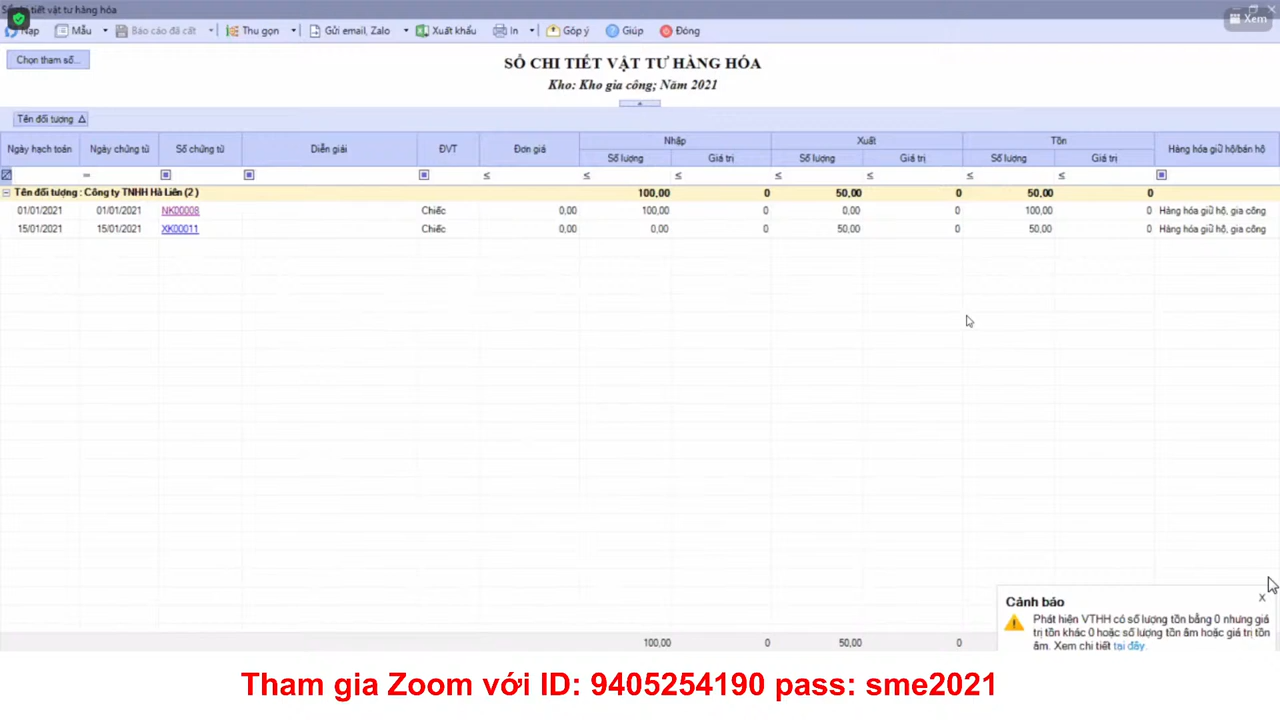 Sổ chi tiết vật tư hàng hóa
Nạp Mẫu Báo cáo đã cất Thu gọn Gửi email, Zalo Xuất khẩu In Góp ý Giúp Đóng
Xem
Chọn tham số...
SỔ CHI TIẾT VẬT TƯ HÀNG HÓA
Kho: Kho gia công; Năm 2021
Tên đối tượng
Ngày hạch toán Ngày chứng từ Số chứng từ Diễn giải ĐVT Đơn giá Nhập Xuất Tồn Hàng hóa giữ hộ/bán hộ
Số lượng Giá trị Số lượng Giá trị Số lượng Giá trị
= ≤ ≤ ≤ ≤ ≤ ≤ ≤
Tên đối tượng : Công ty TNHH Hà Liên (2 ) 100,00 0 50,00 0 50,00 0
01/01/2021 01/01/2021 NK00008 Chiếc 0,00 100,00 0 0,00 0 100,00 0 Hàng hóa giữ hộ, gia công
15/01/2021 15/01/2021 XK00011 Chiếc 0,00 0,00 0 50,00 0 50,00 0 Hàng hóa giữ hộ, gia công
Cảnh báo X
Phát hiện VTHH có số lượng tồn bằng 0 nhưng giá
trị tồn khác 0 hoặc số lượng tồn âm hoặc giá trị tồn
âm. Xem chi tiết tại đây.
100,00 0 50,00 0
Tham gia Zoom với ID: 9405254190 pass: sme2021